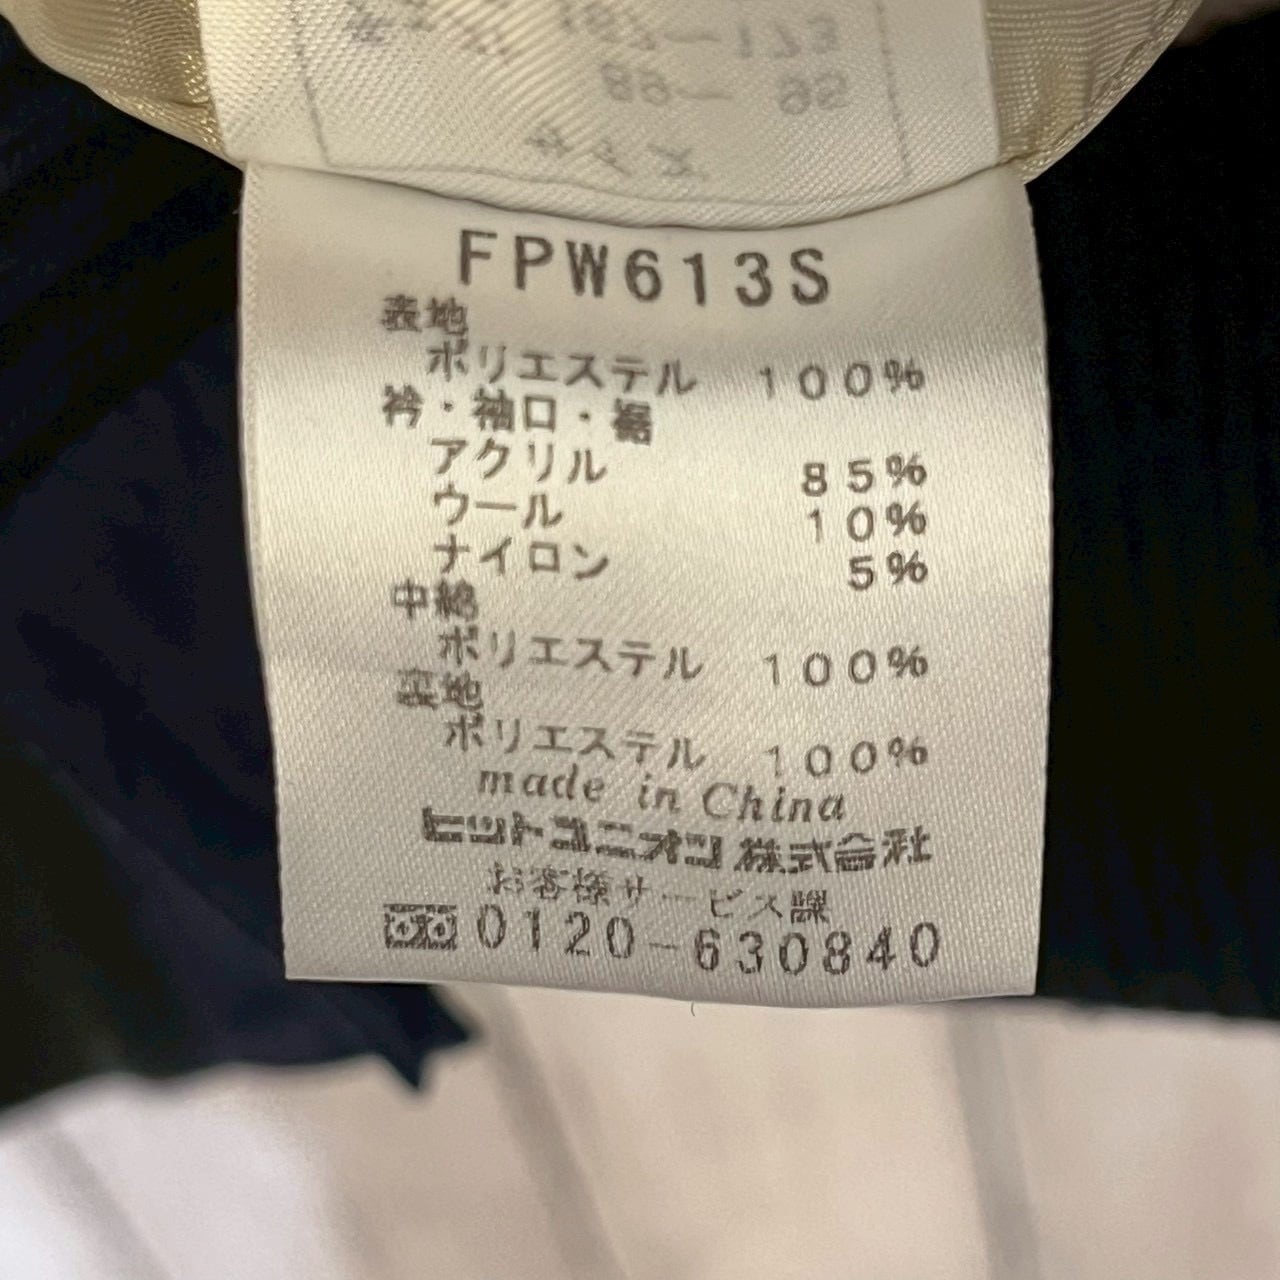 FPW613S
表地
ポリエステル 100%
衿・袖口・裾
アクリル 85%
ウール 10%
ナイロン 5%
中綿
ポリエステル 100%
裏地
ポリエステル 100%
made in China
ヒットユニオン株式会社
お客様サービス課
0120-630840